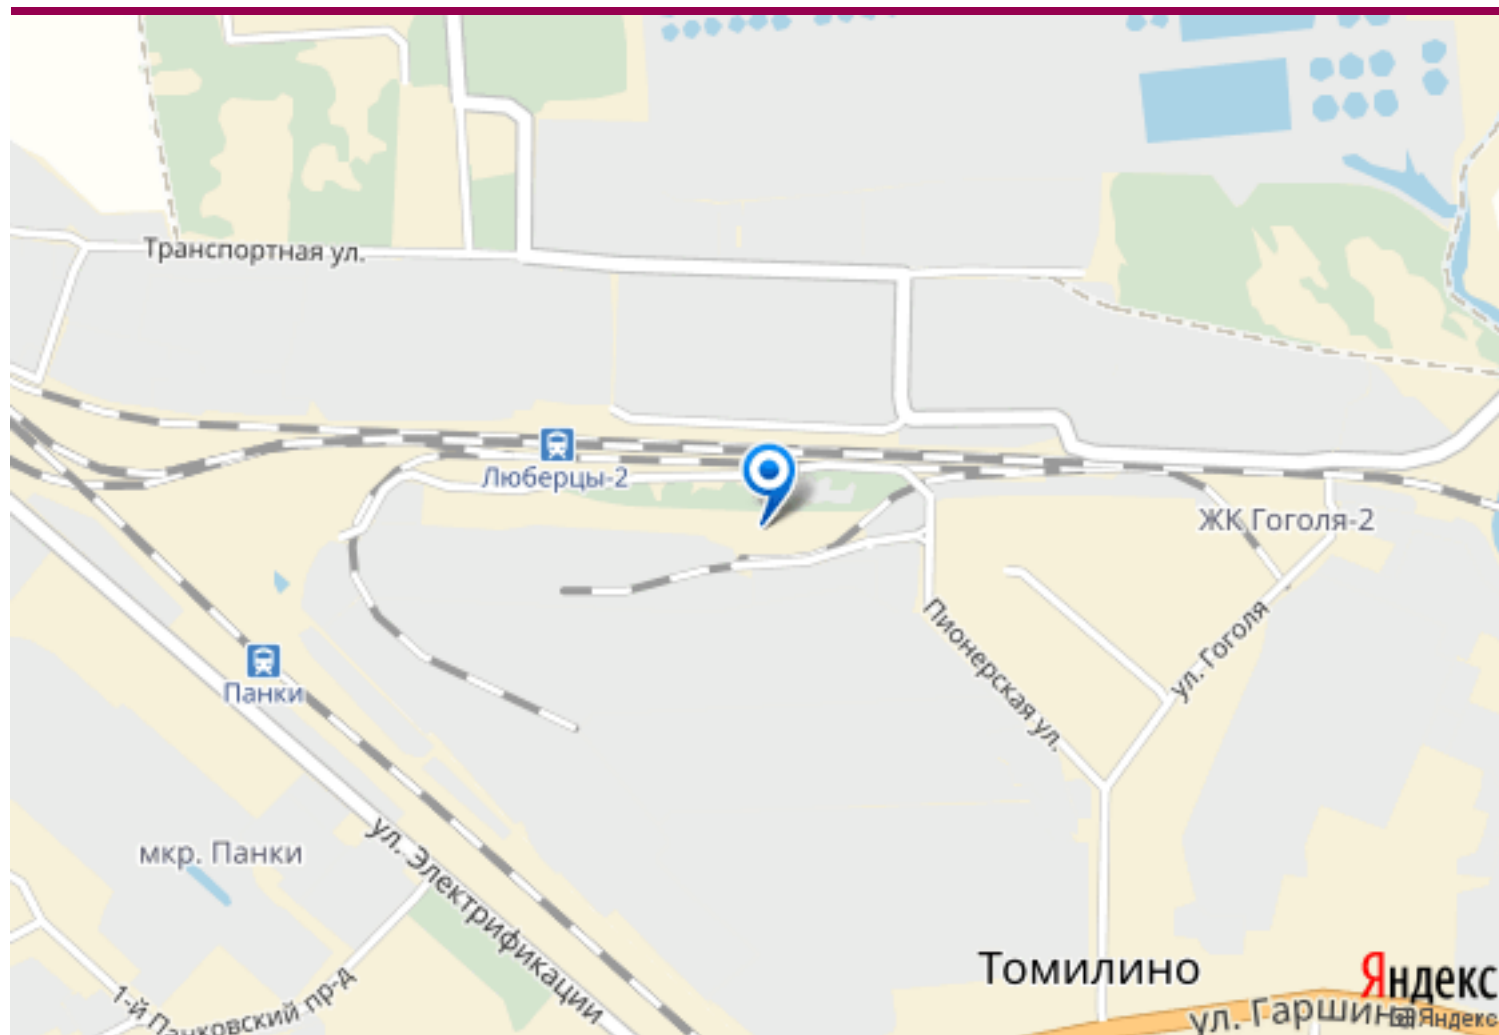 Транспортная ул.
Люберцы-2
ЖК Гоголя-2
Пионерская ул.
ул. Гоголя
Панки
мкр. Панки
ул. Электрификации
1-й Панковский пр-д
Томилино
Яндекс
ул. Гаршина
Яндекс